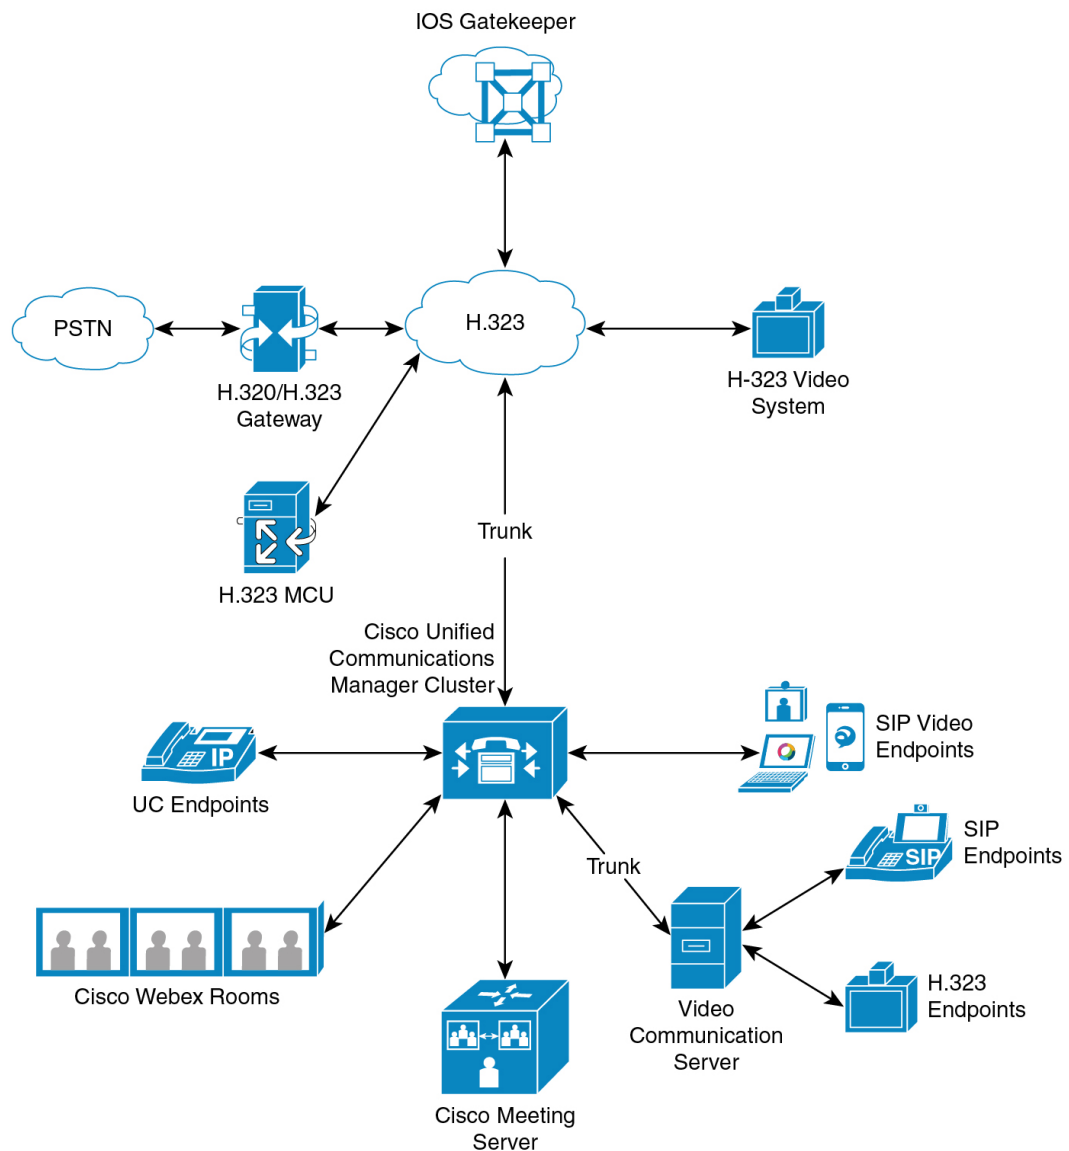 IOS Gatekeeper
PSTN
H.323
H.320/H.323
Gateway
H-323 Video
System
Trunk
H.323 MCU
Cisco Unified
Communications
Manager Cluster
IP
UC Endpoints
SIP Video
Endpoints
SIP
SIP
Endpoints
Trunk
Cisco Webex Rooms
Video
Communication
Server
H.323
Endpoints
Cisco Meeting
Server